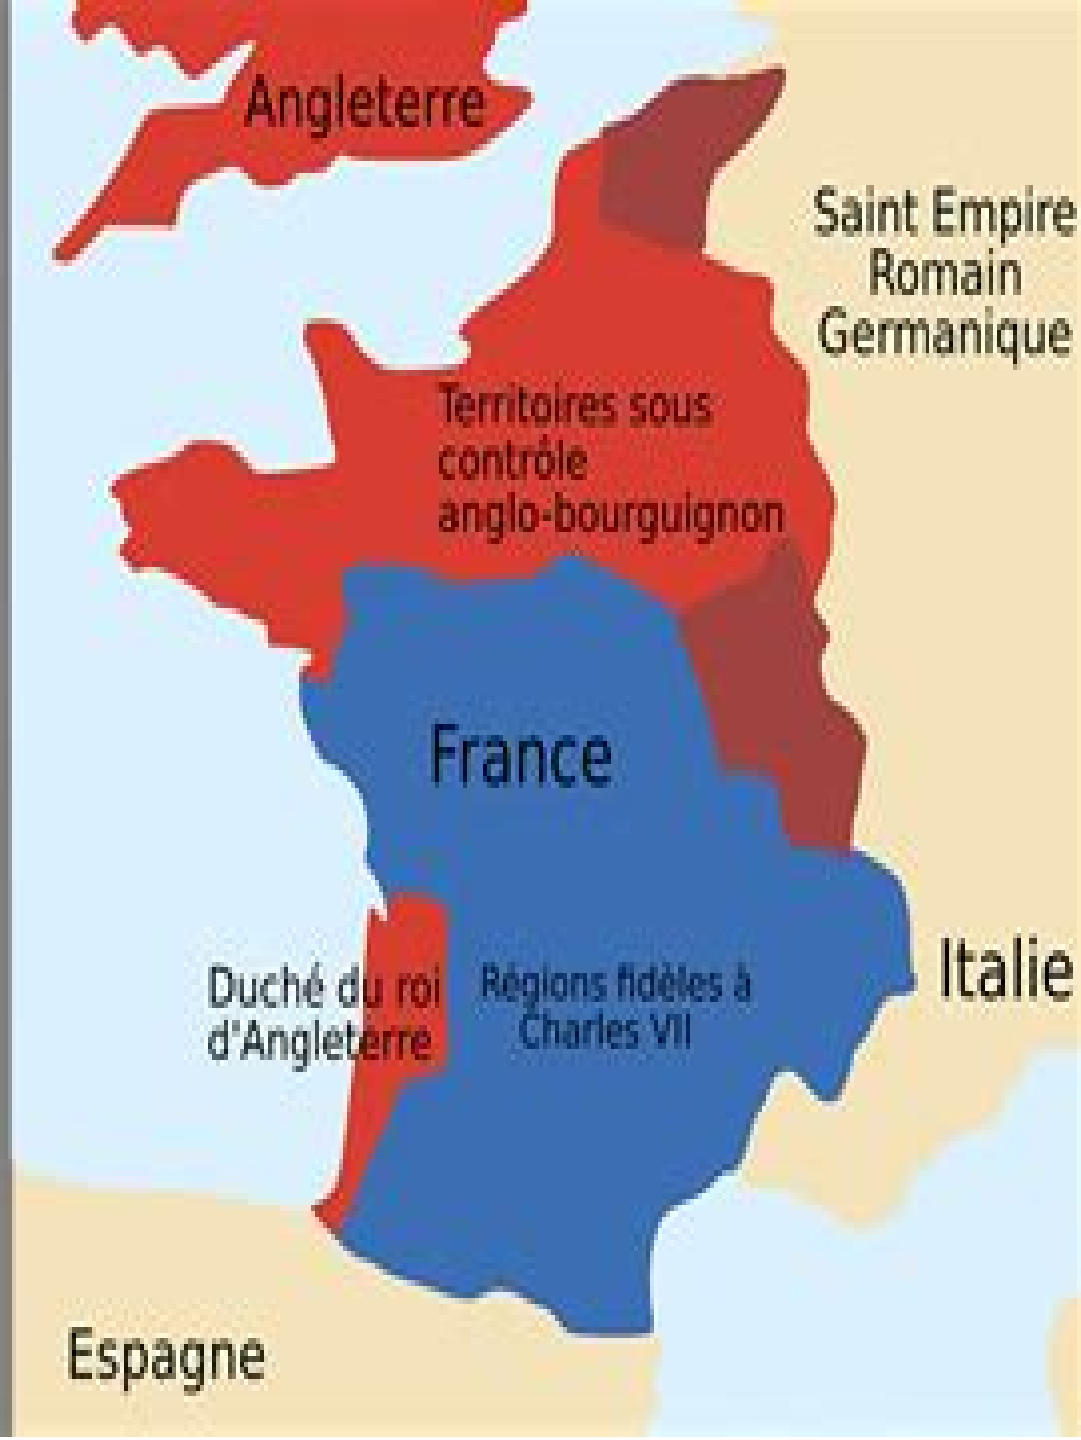 Angleterre
Saint Empire
Romain
Germanique
Territoires sous
contrôle
anglo-bourguignon
France
Italie
Duché du roi
d'Angleterre
Régions fidèles à
Charles VII
Espagne